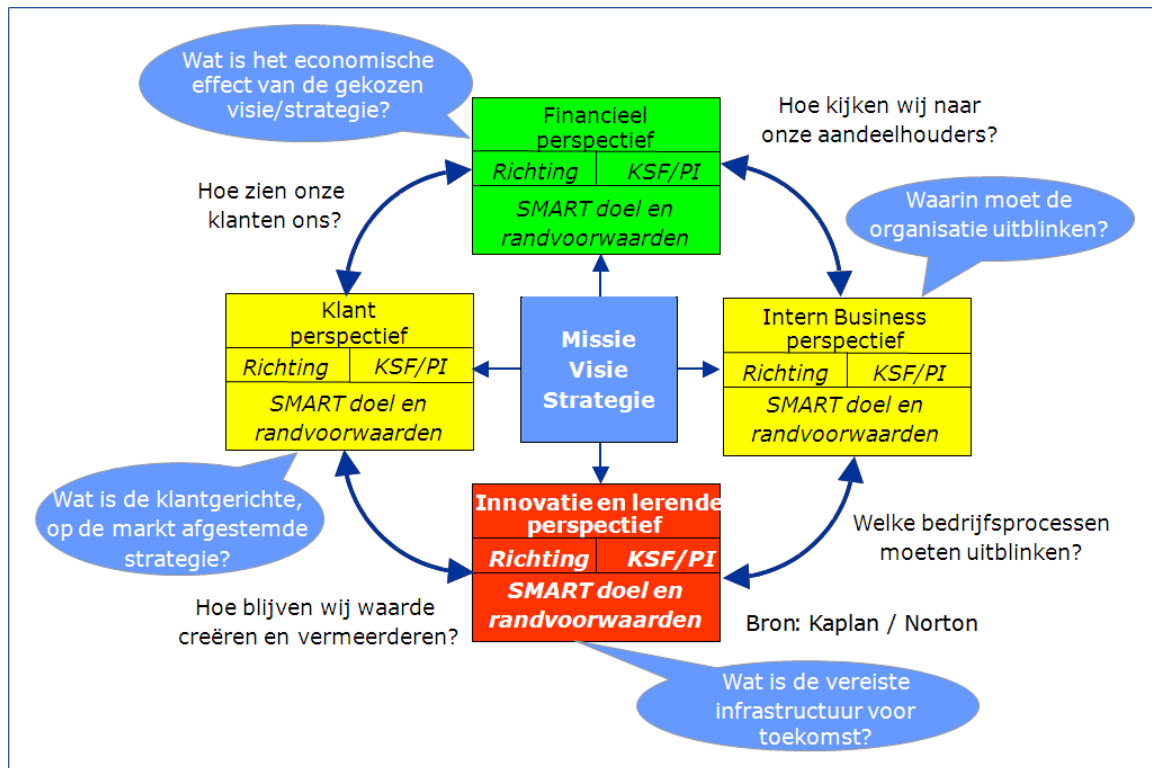 Wat is het economische
effect van de gekozen
visie/strategie?
Financieel
perspectief
Richting
KSF/PI
SMART doel en
randvoorwaarden
Hoe kijken wij naar
onze aandeelhouders?
Hoe zien onze
klanten ons?
Waarin moet de
organisatie uitblinken?
Klant
perspectief
Richting
KSF/PI
SMART doel en
randvoorwaarden
Missie
Visie
Strategie
Intern Business
perspectief
Richting
KSF/PI
SMART doel en
randvoorwaarden
Wat is de klantgerichte,
op de markt afgestemde
strategie?
Innovatie en lerende
perspectief
Richting
KSF/PI
SMART doel en
randvoorwaarden
Welke bedrijfsprocessen
moeten uitblinken?
Hoe blijven wij waarde
creëren en vermeerderen?
Bron: Kaplan / Norton
Wat is de vereiste
infrastructuur voor
toekomst?